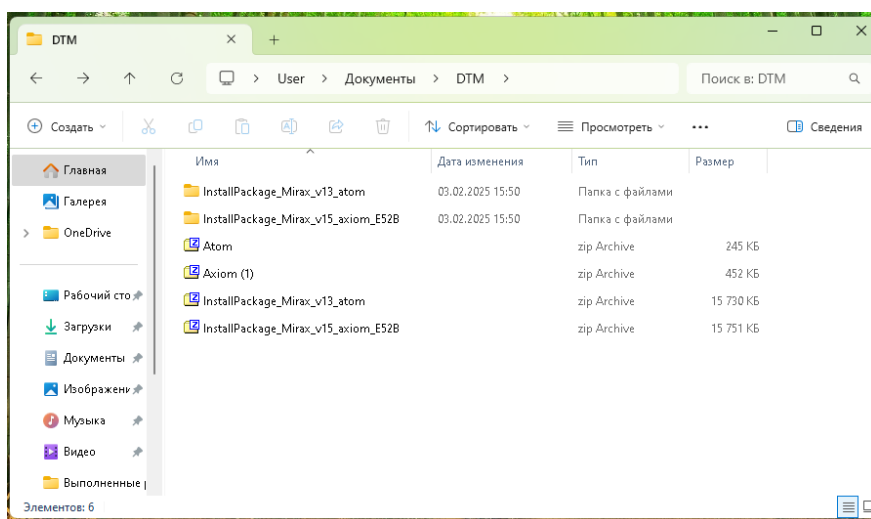 DTM
User > Документы > DTM >
Поиск в: DTM
Создать
Сортировать
Просмотреть
Сведения
Имя Дата изменения Тип Размер
InstallPackage_Mirax_v13_atom 03.02.2025 15:50 Папка с файлами
InstallPackage_Mirax_v15_axiom_E52B 03.02.2025 15:50 Папка с файлами
Atom zip Archive 245 КБ
Axiom (1) zip Archive 452 КБ
InstallPackage_Mirax_v13_atom zip Archive 15 730 КБ
InstallPackage_Mirax_v15_axiom_E52B zip Archive 15 751 КБ
Главная
Галерея
OneDrive
Рабочий сто
Загрузки
Документы
Изображени
Музыка
Видео
Выполненные
Элементов: 6